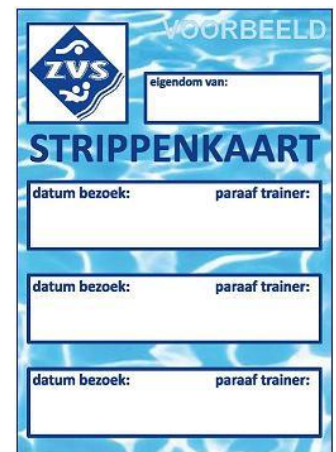 VOORBEELD
ZVS
eigendom van:
STRIPPENKAART
datum bezoek: paraaf trainer:
datum bezoek: paraaf trainer:
datum bezoek: paraaf trainer: